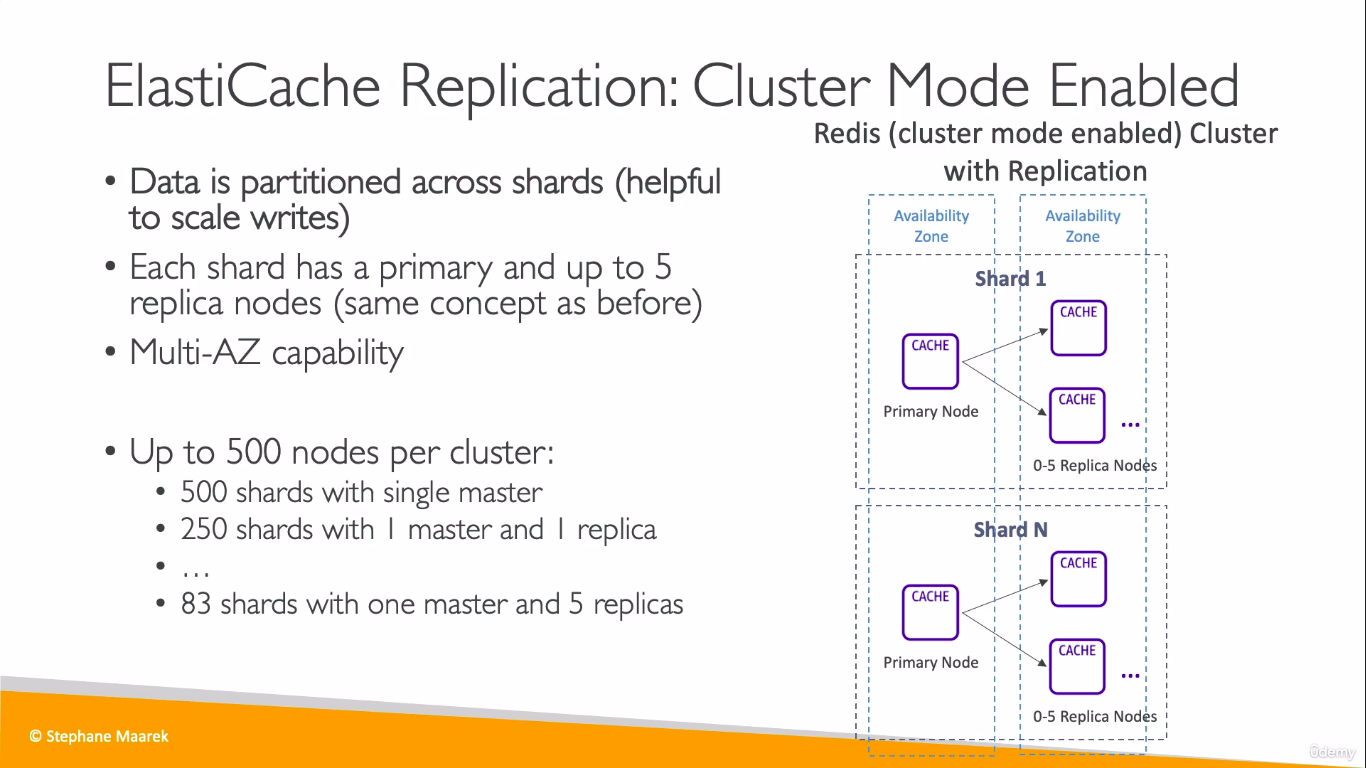 ElastiCache Replication: Cluster Mode Enabled
• Data is partitioned across shards (helpful
to scale writes)
• Each shard has a primary and up to 5
replica nodes (same concept as before)
• Multi-AZ capability
• Up to 500 nodes per cluster:
• 500 shards with single master
• 250 shards with 1 master and 1 replica
• …
• 83 shards with one master and 5 replicas
Redis (cluster mode enabled) Cluster
with Replication
Availability
Zone
Availability
Zone
Shard 1
CACHE
CACHE
Primary Node
CACHE
...
0-5 Replica Nodes
Shard N
CACHE
CACHE
Primary Node
CACHE
...
0-5 Replica Nodes
© Stephane Maarek
ûdemy